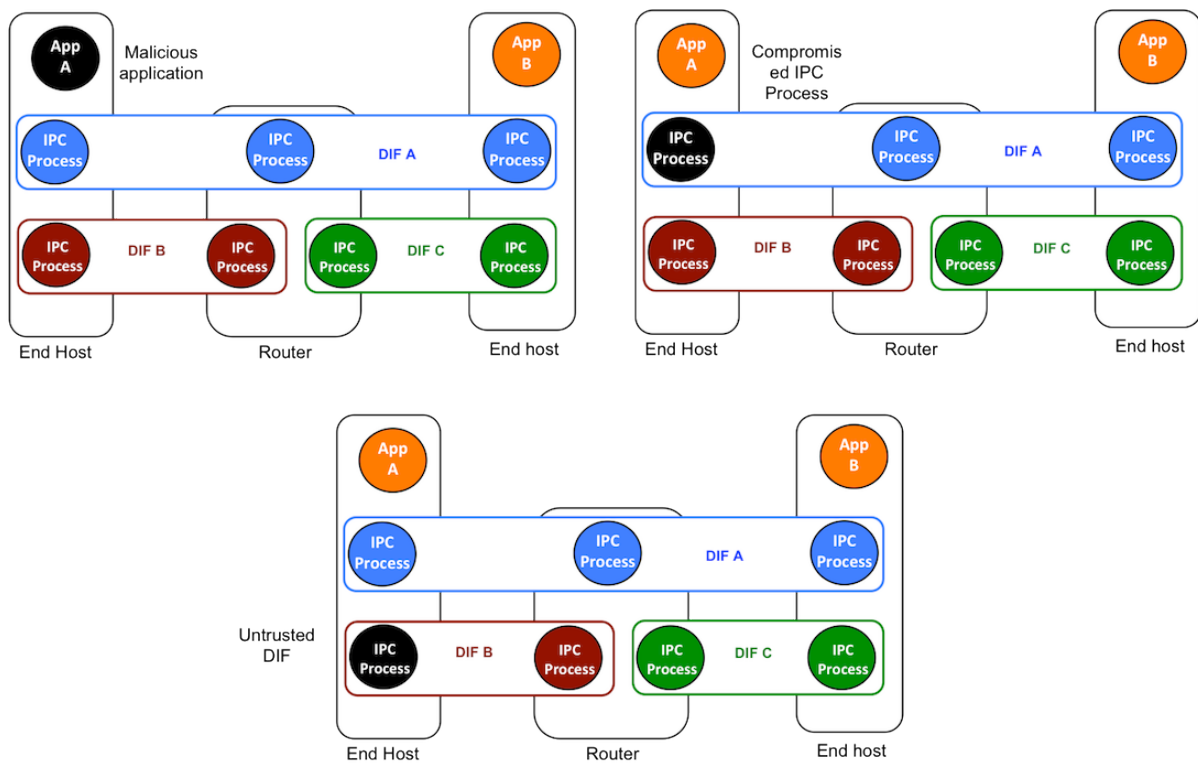 App
A
Malicious
application
App
B
IPC
Process
IPC
Process
DIF A
IPC
Process
IPC
Process
DIF B
IPC
Process
IPC
Process
DIF C
IPC
Process
End Host
Router
End host
App
A
Compromis
ed IPC
Process
App
B
IPC
Process
IPC
Process
DIF A
IPC
Process
IPC
Process
DIF B
IPC
Process
IPC
Process
DIF C
IPC
Process
End Host
Router
End host
App
A
App
B
IPC
Process
IPC
Process
DIF A
IPC
Process
Untrusted
DIF
IPC
Process
DIF B
IPC
Process
IPC
Process
DIF C
IPC
Process
End Host
Router
End host